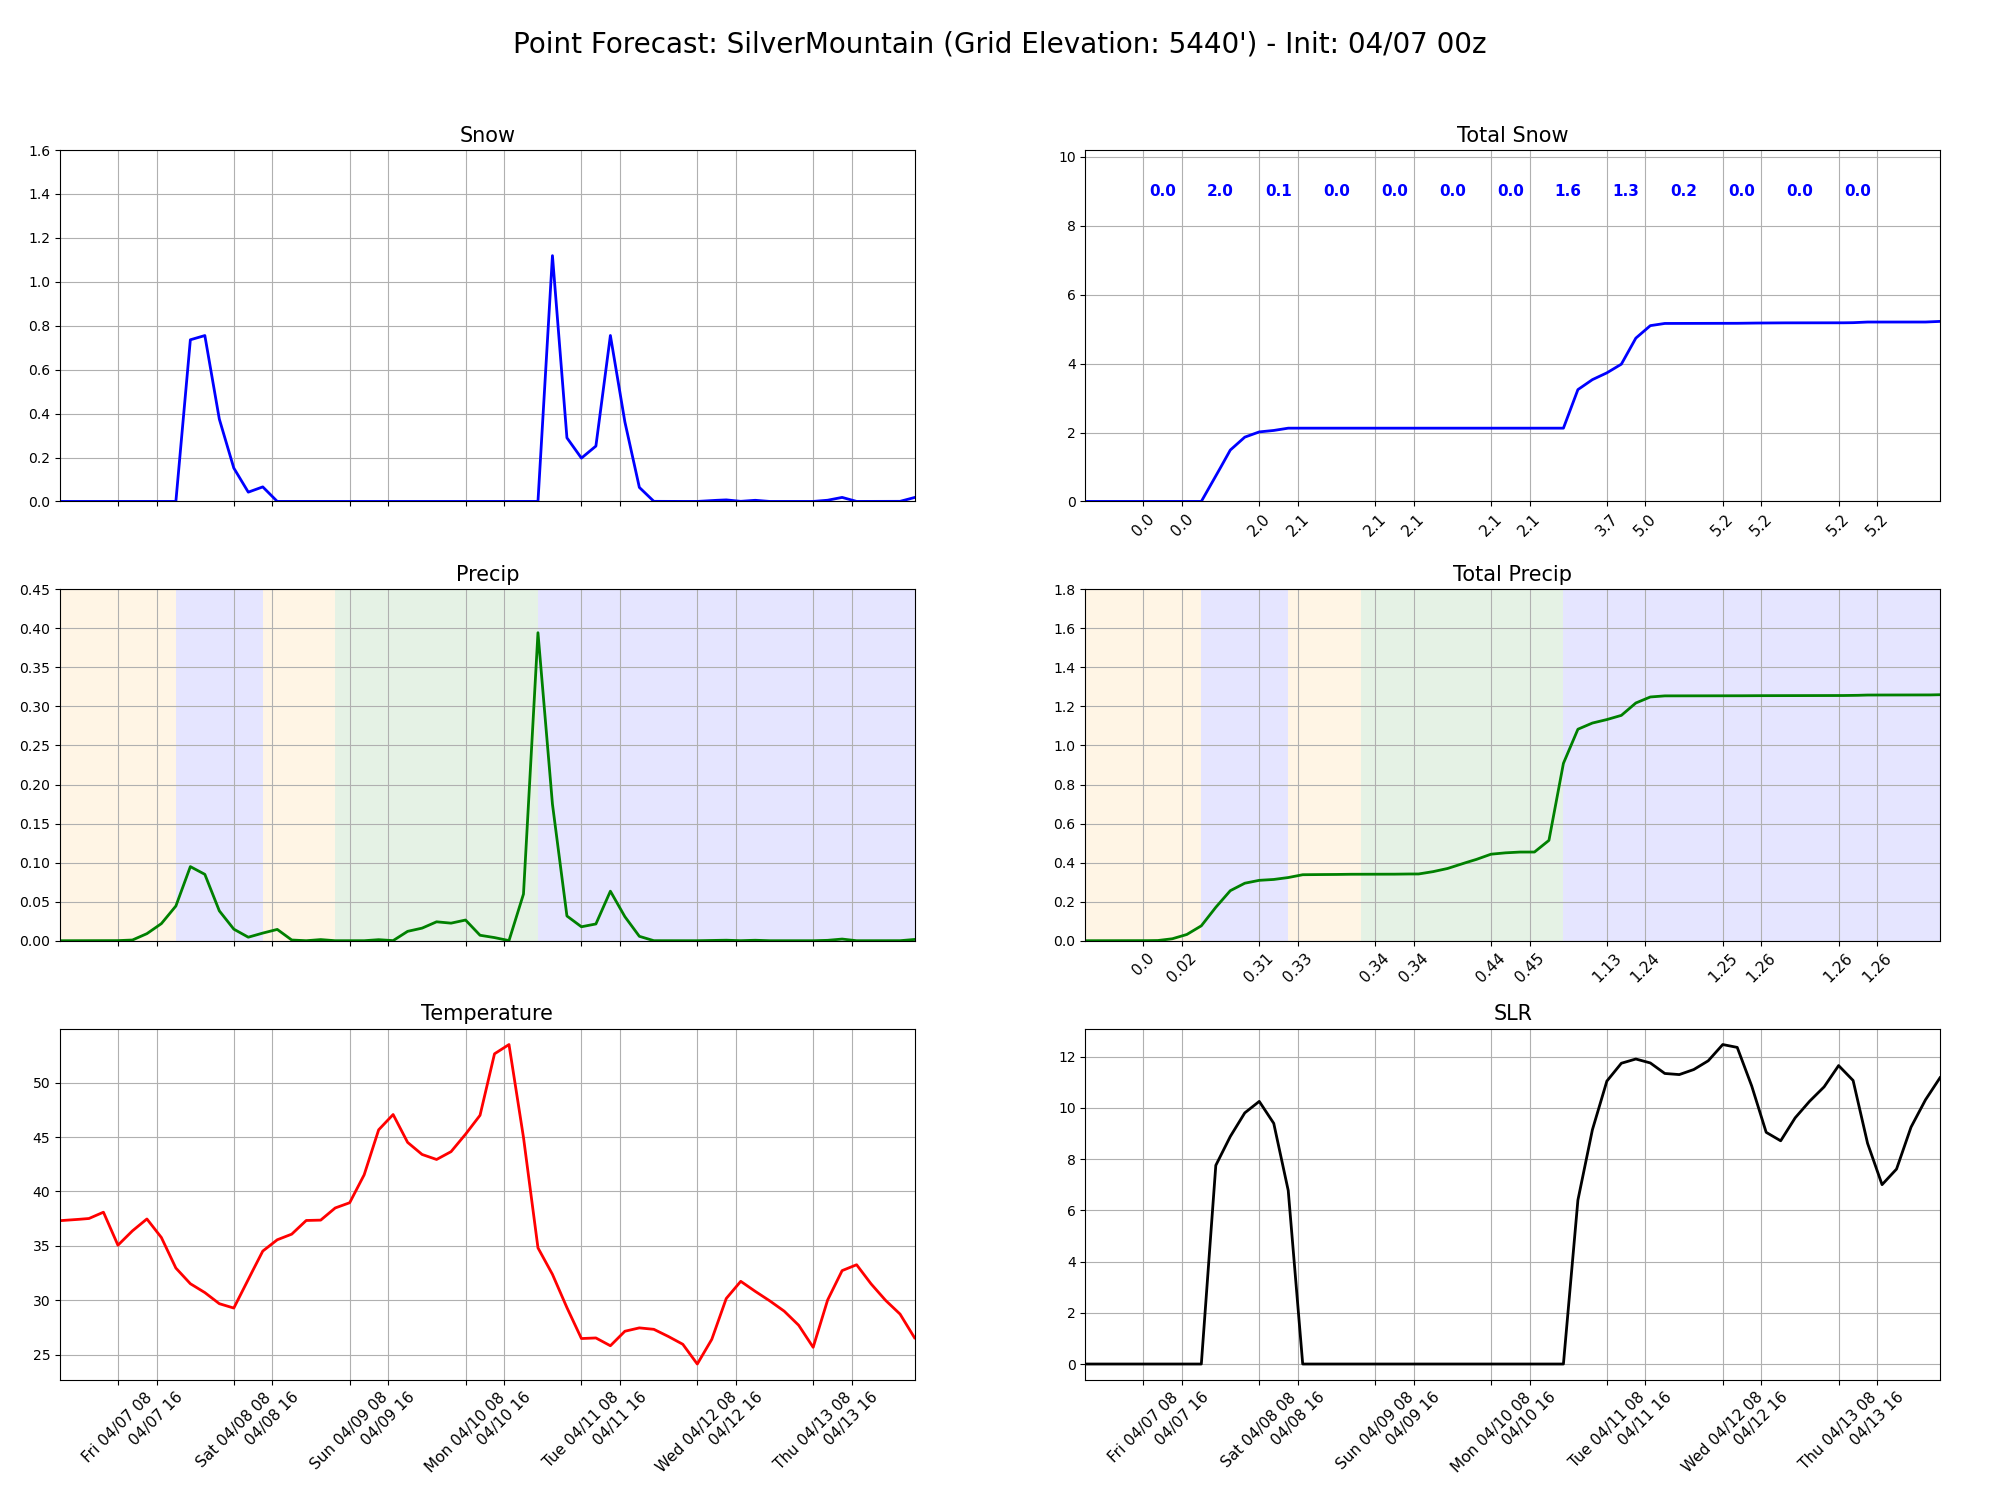 Point Forecast: SilverMountain (Grid Elevation: 5440') - Init: 04/07 00z
Snow
1.6
1.4
1.2
1.0
0.8
0.6
0.4
0.2
0.0
Total Snow
10
8
6
4
2
0
0.0 2.0 0.1 0.0 0.0 0.0 0.0 1.6 1.3 0.2 0.0 0.0 0.0
0.0 0.0 2.0 2.1 2.1 2.1 2.1 2.1 3.7 5.0 5.2 5.2 5.2 5.2
Precip
0.45
0.40
0.35
0.30
0.25
0.20
0.15
0.10
0.05
0.00
Total Precip
1.8
1.6
1.4
1.2
1.0
0.8
0.6
0.4
0.2
0.0
0.0 0.02 0.31 0.33 0.34 0.34 0.44 0.45 1.13 1.24 1.25 1.26 1.26 1.26
Temperature
50
45
40
35
30
25
Fri 04/07 08
04/07 16
Sat 04/08 08
04/08 16
Sun 04/09 08
04/09 16
Mon 04/10 08
04/10 16
Tue 04/11 08
04/11 16
Wed 04/12 08
04/12 16
Thu 04/13 08
04/13 16
SLR
12
10
8
6
4
2
0
Fri 04/07 08
04/07 16
Sat 04/08 08
04/08 16
Sun 04/09 08
04/09 16
Mon 04/10 08
04/10 16
Tue 04/11 08
04/11 16
Wed 04/12 08
04/12 16
Thu 04/13 08
04/13 16